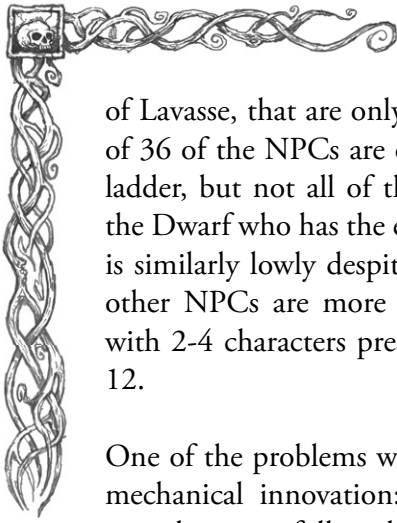 of Lavasse, that are only
of 36 of the NPCs are
ladder, but not all of th
the Dwarf who has the e
is similarly lowly despit
other NPCs are more
with 2-4 characters pre
12.
One of the problems w
mechanical innovation: